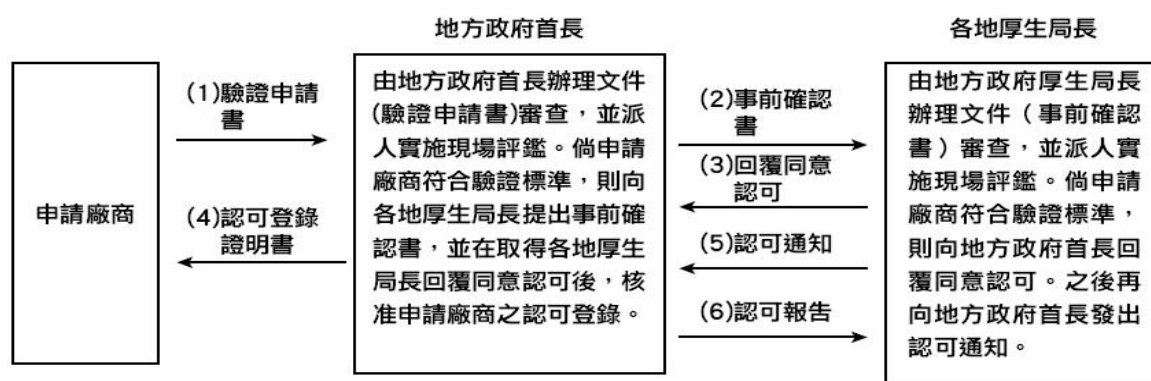 地方政府首長
各地厚生局長
申請廠商
(1)驗證申請
書
(4)認可登錄
證明書
由地方政府首長辦理文件
(驗證申請書)審查，並派
人實施現場評鑑。倘申請
廠商符合驗證標準，則向
各地厚生局長提出事前確
認書，並在取得各地厚生
局長回覆同意認可後，核
准申請廠商之認可登錄。
(2)事前確認
書
(3)回覆同意
認可
(5)認可通知
(6)認可報告
由地方政府厚生局長
辦理文件（事前確認
書）審查，並派人實
施現場評鑑。倘申請
廠商符合驗證標準，
則向地方政府首長回
覆同意認可。之後再
向地方政府首長發出
認可通知。